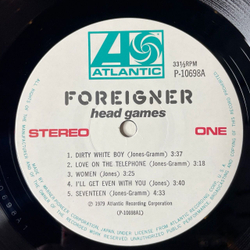 ATLANTIC
33⅓RPM
P-10698A
FOREIGNER
head games
STEREO
ONE
1. DIRTY WHITE BOY (Jones-Gramm) 3:37
2. LOVE ON THE TELEPHONE (Jones-Gramm) 3:18
3. WOMEN (Jones) 3:25
4. I'LL GET EVEN WITH YOU (Jones) 3:40
5. SEVENTEEN (Jones-Gramm) 4:33
℗ 1979 Atlantic Recording Corporation
(P-10698A1)